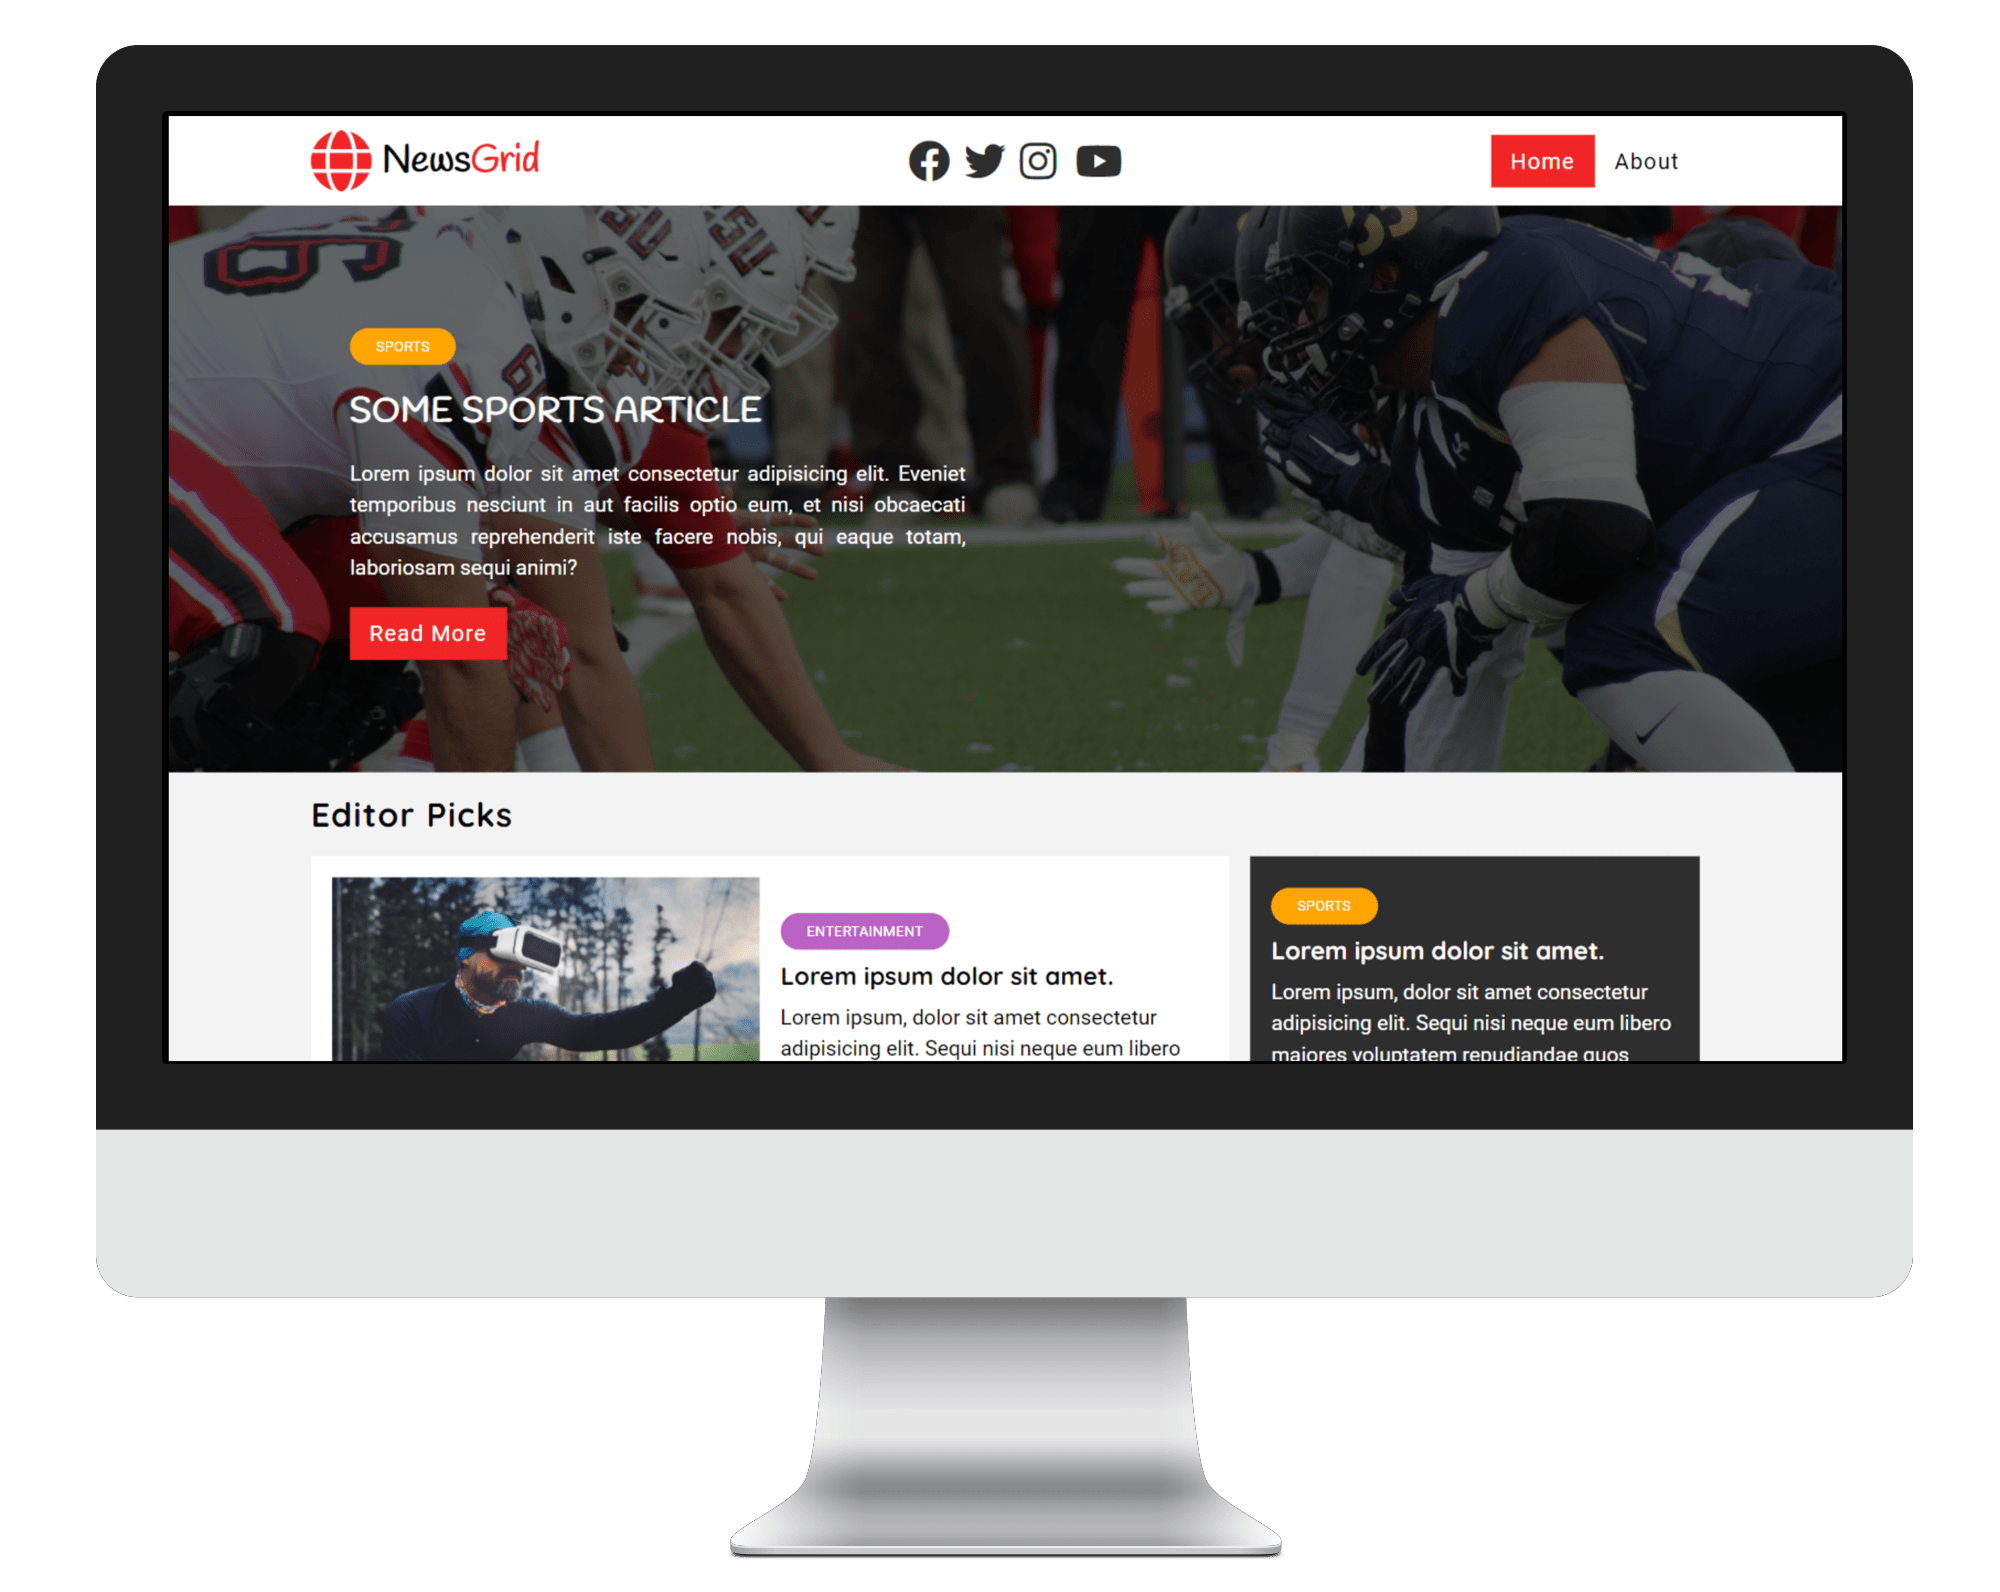 NewsGrid
Home
About
SPORTS
SOME SPORTS ARTICLE
Lorem ipsum dolor sit amet consectetur adipisicing elit. Eveniet
temporibus nesciunt in aut facilis optio eum, et nisi obcaecati
accusamus reprehenderit iste facere nobis, qui eaque totam,
laboriosam sequi animi?
Read More
Editor Picks
ENTERTAINMENT
Lorem ipsum dolor sit amet.
Lorem ipsum, dolor sit amet consectetur
adipisicing elit. Sequi nisi neque eum libero
SPORTS
Lorem ipsum dolor sit amet.
Lorem ipsum, dolor sit amet consectetur
adipisicing elit. Sequi nisi neque eum libero
maiores voluptatem repudiandae quos